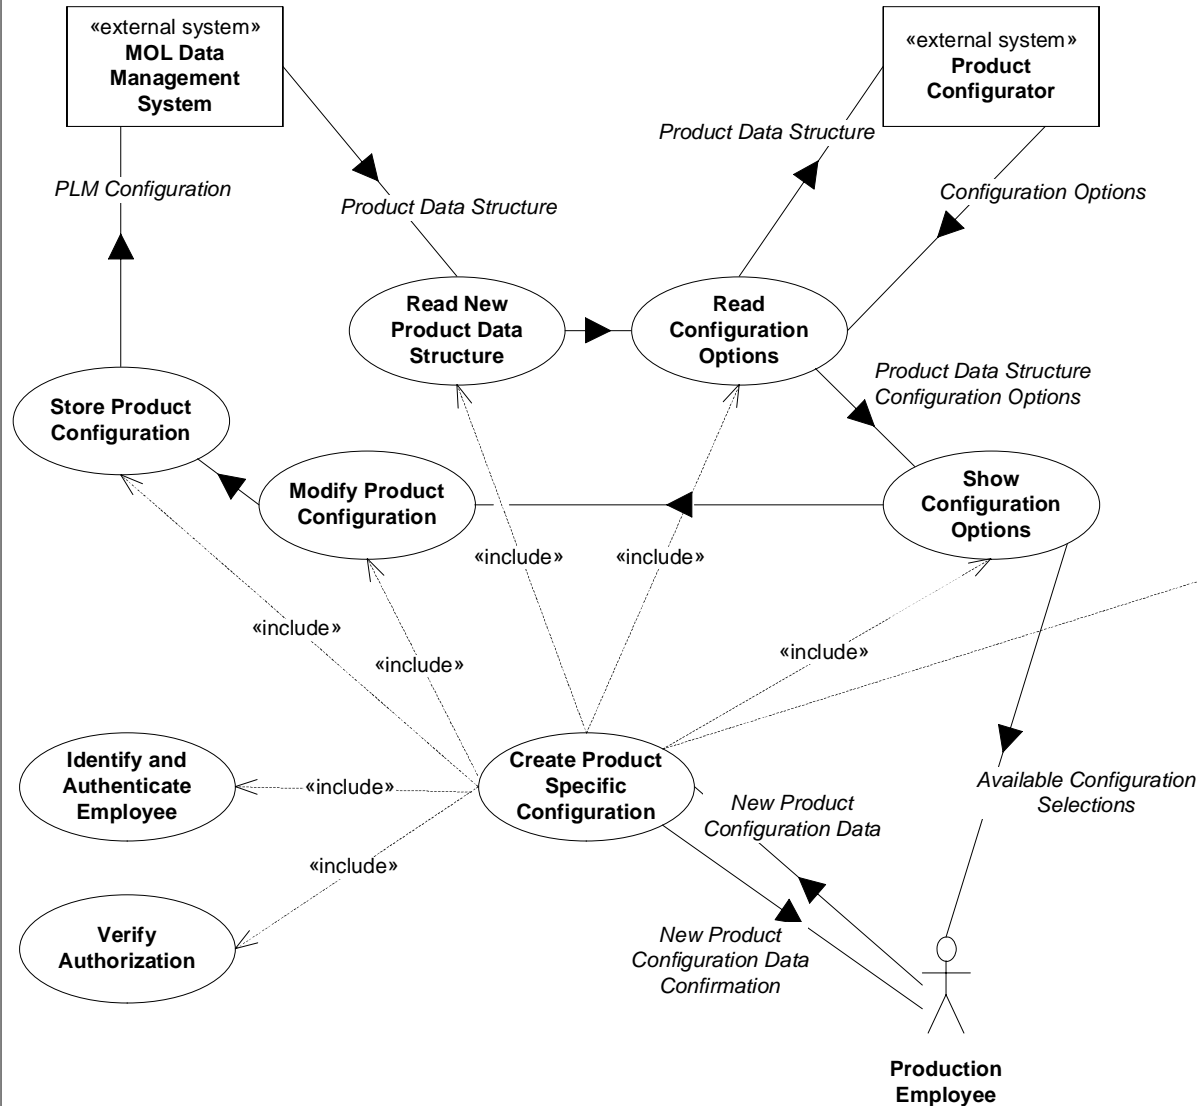 «external system»
MOL Data
Management
System
«external system»
Product
Configurator
Product Data Structure
PLM Configuration
Configuration Options
Product Data Structure
Read New
Product Data
Structure
Read
Configuration
Options
Product Data Structure
Configuration Options
Store Product
Configuration
Modify Product
Configuration
Show
Configuration
Options
«include»
«include»
«include»
«include»
«include»
Identify and
Authenticate
Employee
«include»
Create Product
Specific
Configuration
Available Configuration
Selections
New Product
Configuration Data
«include»
Verify
Authorization
New Product
Configuration Data
Confirmation
Production
Employee